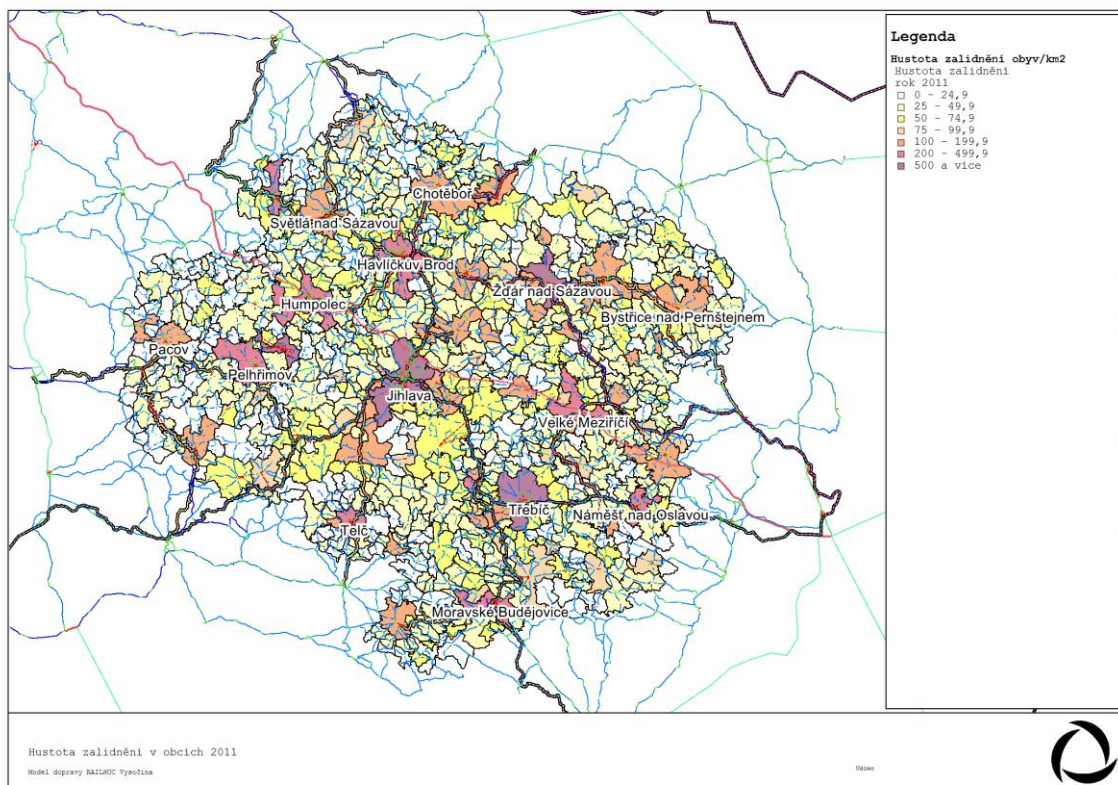 Legenda
Hustota zalidnění obyv/km2
Hustota zalidnění
rok 2011
0 - 24,9
25 - 49,9
50 - 74,9
75 - 99,9
100 - 199,9
200 - 499,9
500 a více
Chotěboř
Světlá nad Sázavou
Havlíčkův Brod
Žďár nad Sázavou
Humpolec
Bystřice nad Pernštejnem
Pacov
Pelhřimov
Jihlava
Velké Meziříčí
Třebíč
Náměšť nad Oslavou
Telč
Moravské Budějovice
Hustota zalidnění v obcích 2011
Model dopravy RAILHUC Vysočina